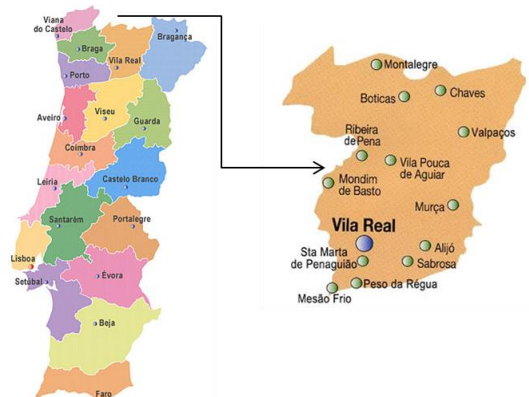 Viana
do Castelo
Braga
Vila Real
Bragança
Porto
Aveiro
Viseu
Guarda
Coimbra
Leiria
Castelo Branco
Santarém
Portalegre
Lisboa
Setúbal
Évora
Beja
Faro
Montalegre
Boticas
Chaves
Ribeira
de Pena
Valpaços
Vila Pouca
de Aguiar
Mondim
de Basto
Murça
Vila Real
Sta Marta
de Penaguião
Alijó
Sabrosa
Peso da Régua
Mesão Frio